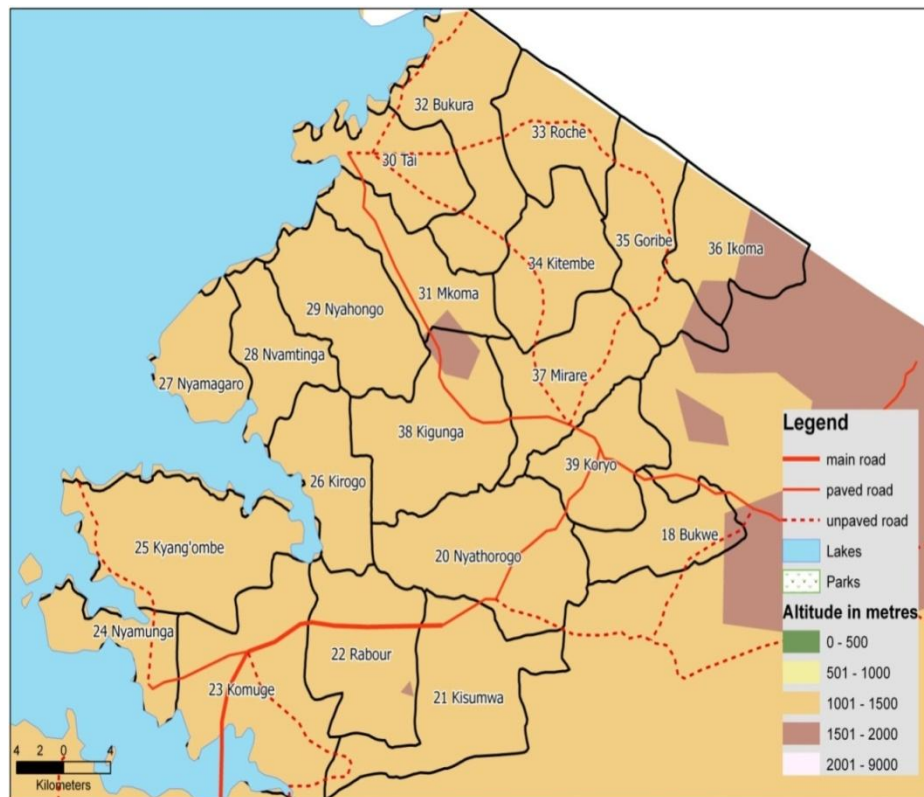 32 Bukura
33 Roche
30 Tai
35 Goribe
36 Ikoma
34 Kitembe
31 Mkoma
29 Nyahongo
28 Nvamtinga
27 Nyamagaro
37 Mirare
38 Kigunga
39 Koryo
26 Kirogo
18 Bukwe
25 Kyang'ombe
20 Nyathorogo
24 Nyamunga
22 Rabour
23 Komuge
21 Kisumwa
Legend
main road
paved road
unpaved road
Lakes
Parks
Altitude in metres
0 - 500
501 - 1000
1001 - 1500
1501 - 2000
2001 - 9000
4 2 0 4
Kilometers